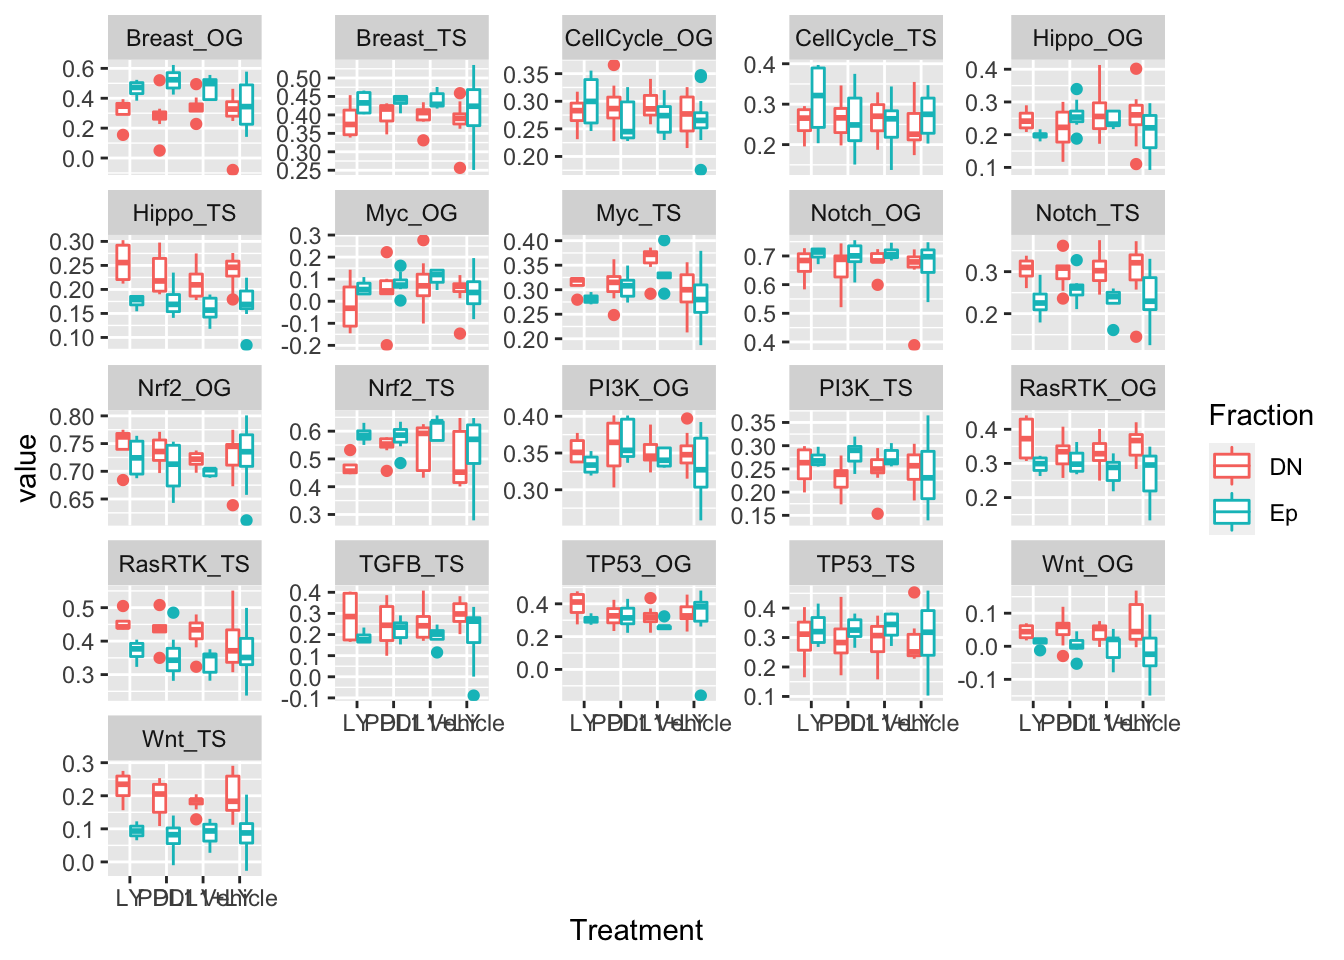 Breast_OG Breast_TS CellCycle_OG CellCycle_TS Hippo_OG
0.6 0.4 0.2 0.0
0.50 0.45 0.40 0.35 0.30 0.25
0.35 0.30 0.25 0.20
0.4 0.3 0.2
0.4 0.3 0.2 0.1
Hippo_TS Myc_OG Myc_TS Notch_OG Notch_TS
0.30 0.25 0.20 0.15 0.10
0.3 0.2 0.1 0.0 -0.1 -0.2
0.40 0.35 0.30 0.25 0.20
0.7 0.6 0.5 0.4
0.3 0.2
Nrf2_OG Nrf2_TS PI3K_OG PI3K_TS RasRTK_OG
0.80 0.75 0.70 0.65
0.6 0.5 0.4 0.3
0.40 0.35 0.30
0.35 0.30 0.25 0.20 0.15
0.4 0.3 0.2
RasRTK_TS TGFB_TS TP53_OG TP53_TS Wnt_OG
0.5 0.4 0.3
0.4 0.3 0.2 0.1 0.0 -0.1
0.4 0.2 0.0
0.4 0.3 0.2 0.1
0.1 0.0 -0.1
LY Vehicle
LY Vehicle
LY Vehicle
LY Vehicle
Wnt_TS
0.3 0.2 0.1 0.0
LY Vehicle
value
Treatment
Fraction
DN
Ep